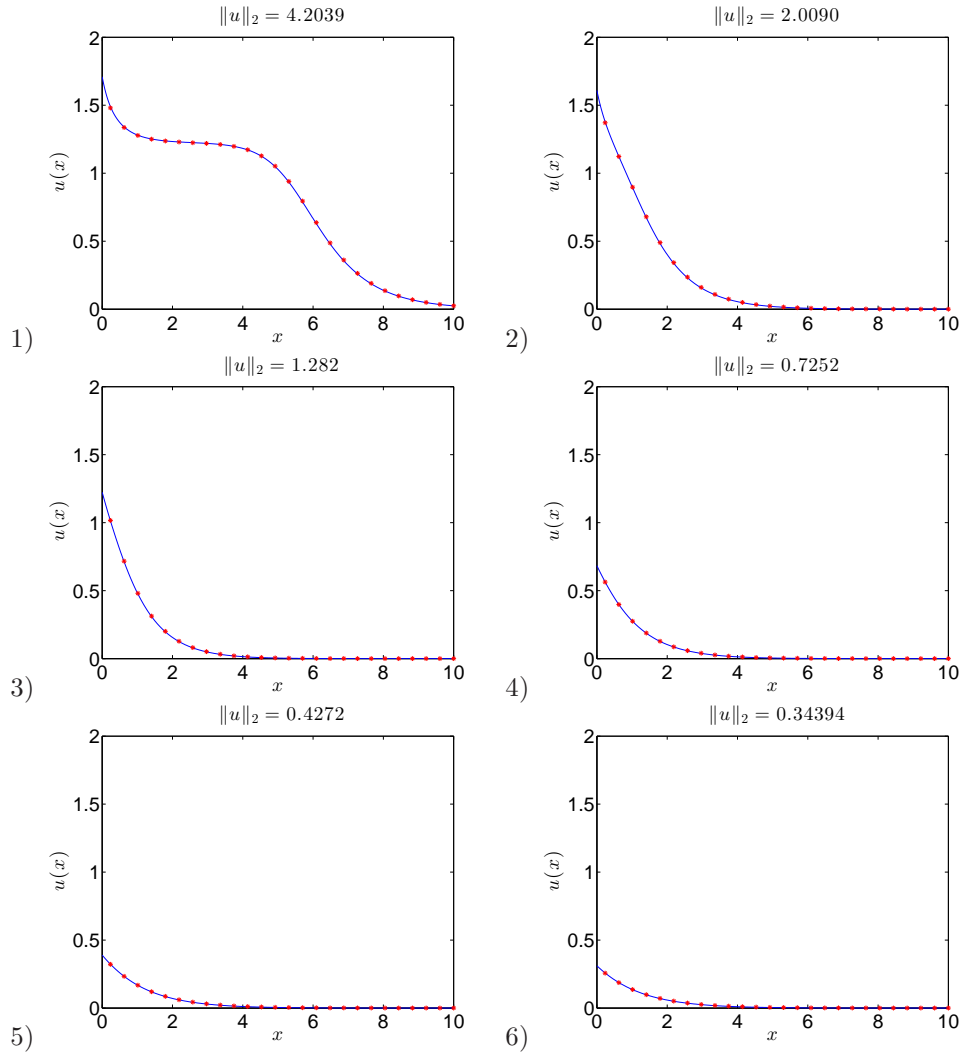 ‖u‖₂ = 4.2039
2
1.5
1
0.5
0
u(x)
0 2 4 6 8 10
x
1)
‖u‖₂ = 2.0090
2
1.5
1
0.5
0
u(x)
0 2 4 6 8 10
x
2)
‖u‖₂ = 1.282
2
1.5
1
0.5
0
u(x)
0 2 4 6 8 10
x
3)
‖u‖₂ = 0.7252
2
1.5
1
0.5
0
u(x)
0 2 4 6 8 10
x
4)
‖u‖₂ = 0.4272
2
1.5
1
0.5
0
u(x)
0 2 4 6 8 10
x
5)
‖u‖₂ = 0.34394
2
1.5
1
0.5
0
u(x)
0 2 4 6 8 10
x
6)